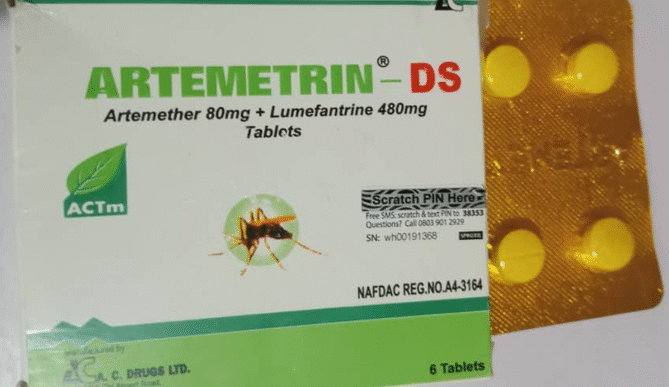 ARTEMETRIN® – DS
Artemether 80mg + Lumefantrine 480mg
Tablets
ACTm
Scratch PIN Here
Free SMS: scratch & text PIN to 38353
Questions? Call 0803 901 2929
SN: wh00191368
NAFDAC REG.NO.A4-3164
Manufactured by
A. C. DRUGS LTD.
6 Tablets